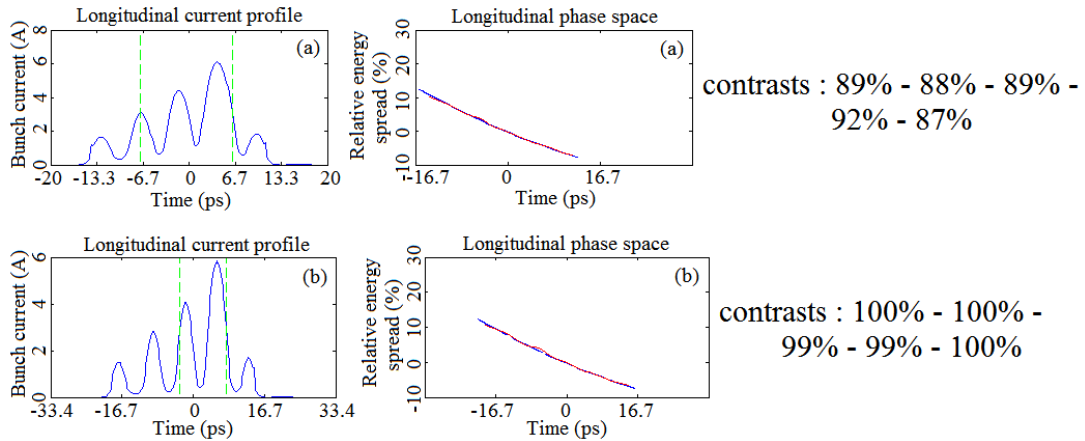 Longitudinal current profile
(a)
Bunch current (A)
8
6
4
2
0
-20
-13.3
-6.7
0
6.7
13.3
20
Time (ps)
Longitudinal phase space
(a)
Relative energy
spread (%)
30
20
10
0
-10
-16.7
0
16.7
Time (ps)
contrasts : 89% - 88% - 89% -
92% - 87%
Longitudinal current profile
(b)
Bunch current (A)
6
4
2
0
-33.4
-16.7
0
16.7
33.4
Time (ps)
Longitudinal phase space
(b)
Relative energy
spread (%)
30
20
10
0
-10
-16.7
0
16.7
Time (ps)
contrasts : 100% - 100% -
99% - 99% - 100%